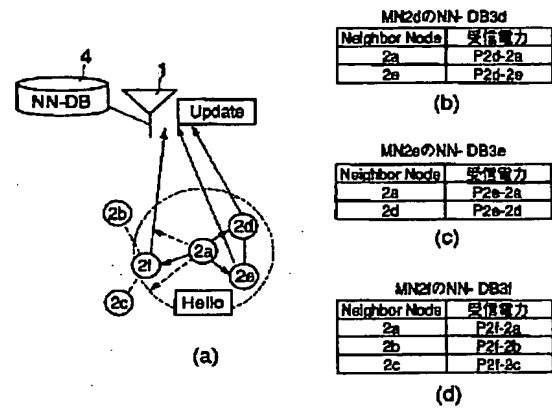 4
1
NN-DB
Update
2b
2d
2a
2f
2e
2c
Hello
(a)
MN2dのNN-DB3d
Neighbor Node 受信電力
2a P2d-2a
2e P2d-2e
(b)
MN2eのNN-DB3e
Neighbor Node 受信電力
2a P2e-2a
2d P2e-2d
(c)
MN2fのNN-DB3f
Neighbor Node 受信電力
2a P2f-2a
2b P2f-2b
2c P2f-2c
(d)